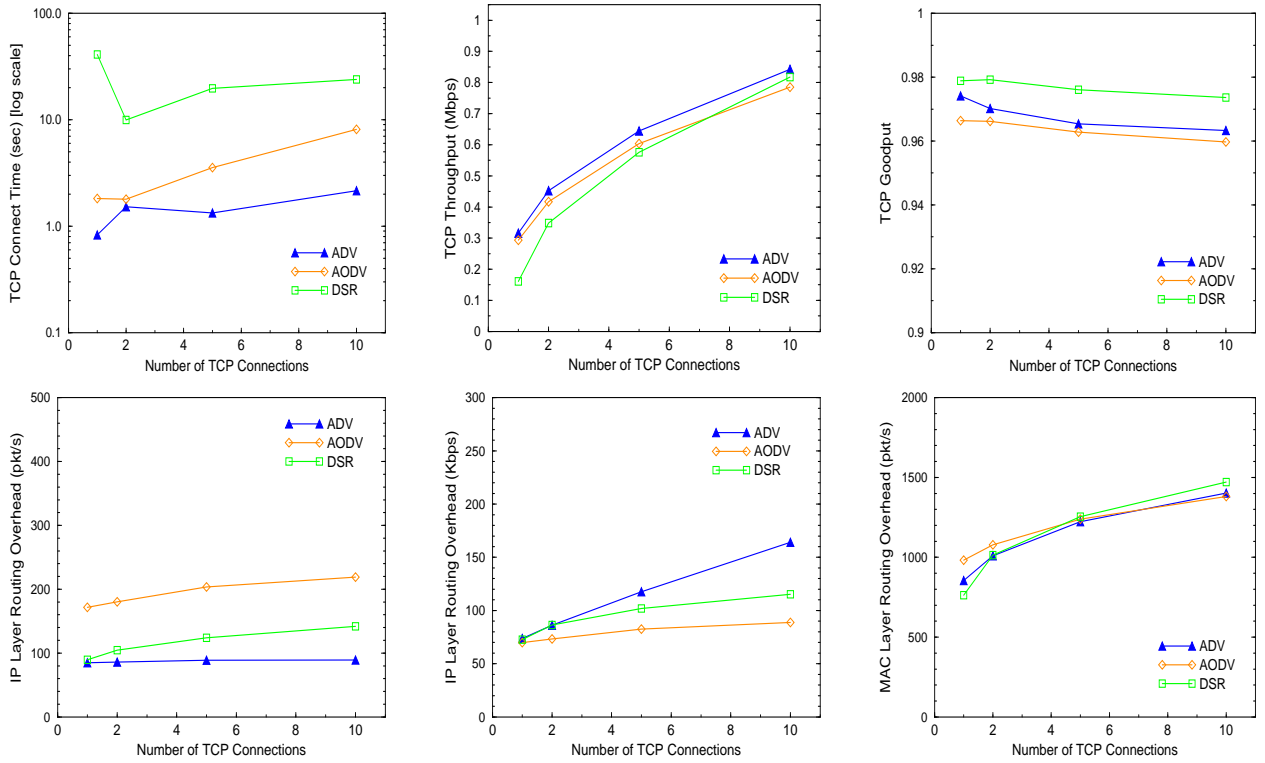 TCP Connect Time (sec) [log scale]
100.0
10.0
1.0
0.1
0 2 4 6 8 10
Number of TCP Connections
ADV
AODV
DSR
TCP Throughput (Mbps)
1
0.9
0.8
0.7
0.6
0.5
0.4
0.3
0.2
0.1
0
0 2 4 6 8 10
Number of TCP Connections
ADV
AODV
DSR
TCP Goodput
1
0.98
0.96
0.94
0.92
0.9
0 2 4 6 8 10
Number of TCP Connections
ADV
AODV
DSR
IP Layer Routing Overhead (pkt/s)
500
400
300
200
100
0
0 2 4 6 8 10
Number of TCP Connections
ADV
AODV
DSR
IP Layer Routing Overhead (Kbps)
300
250
200
150
100
50
0
0 2 4 6 8 10
Number of TCP Connections
ADV
AODV
DSR
MAC Layer Routing Overhead (pkt/s)
2000
1500
1000
500
0
0 2 4 6 8 10
Number of TCP Connections
ADV
AODV
DSR